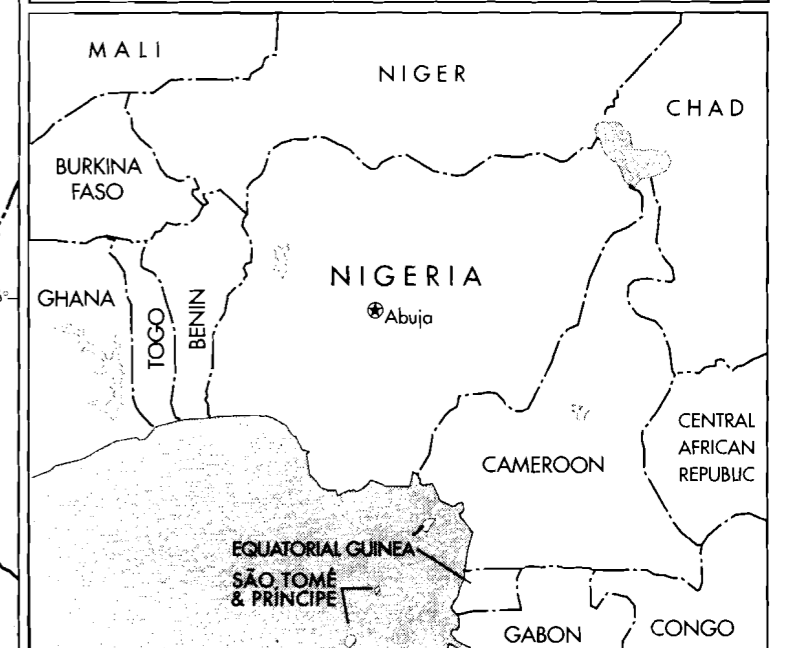 MALI
NIGER
CHAD
BURKINA
FASO
NIGERIA
Abuja
GHANA
TOGO
BENIN
CENTRAL
AFRICAN
REPUBLIC
CAMEROON
EQUATORIAL GUINEA
SÃO TOMÉ
& PRÍNCIPE
GABON
CONGO